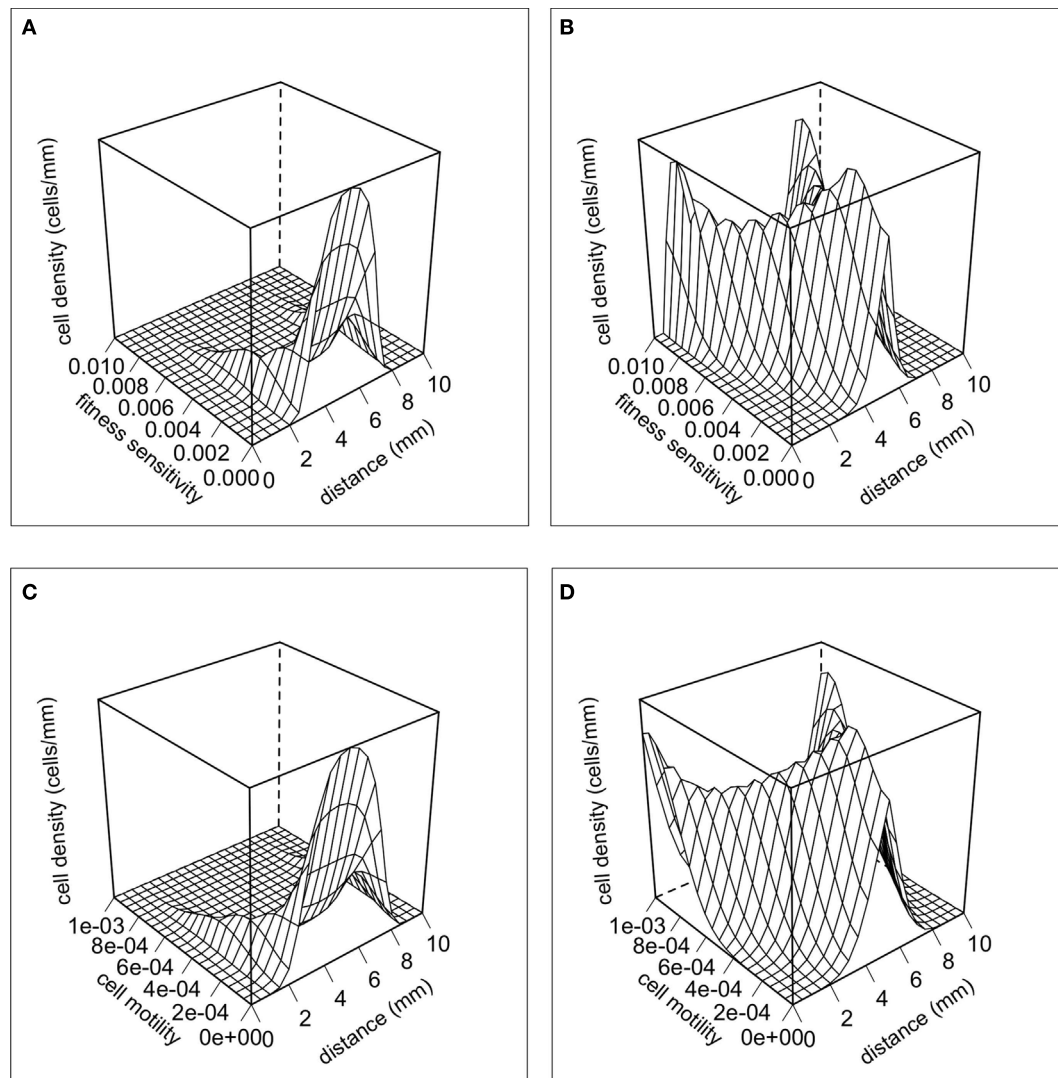 A
cell density (cells/mm)
0.010
0.008
0.006
0.004
0.002
0.000
fitness sensitivity
0
2
4
6
8
10
distance (mm)
B
cell density (cells/mm)
0.010
0.008
0.006
0.004
0.002
0.000
fitness sensitivity
0
2
4
6
8
10
distance (mm)
C
cell density (cells/mm)
1e-03
8e-04
6e-04
4e-04
2e-04
0e+00
cell motility
0
2
4
6
8
10
distance (mm)
D
cell density (cells/mm)
1e-03
8e-04
6e-04
4e-04
2e-04
0e+00
cell motility
0
2
4
6
8
10
distance (mm)